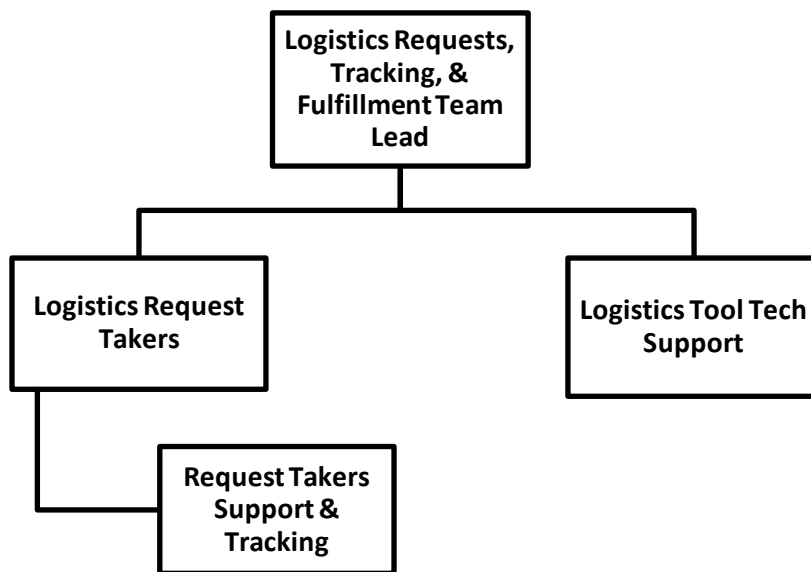 Logistics Requests,
Tracking, &
Fulfillment Team
Lead
Logistics Request
Takers
Logistics Tool Tech
Support
Request Takers
Support &
Tracking